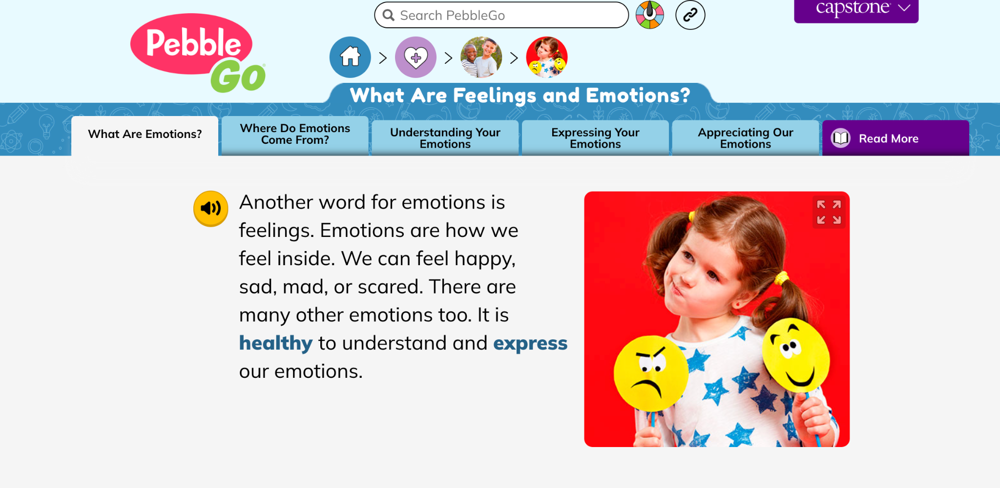 Pebble
Go
Search PebbleGo
capstone
What Are Feelings and Emotions?
What Are Emotions?
Where Do Emotions
Come From?
Understanding Your
Emotions
Expressing Your
Emotions
Appreciating Our
Emotions
Read More
Another word for emotions is
feelings. Emotions are how we
feel inside. We can feel happy,
sad, mad, or scared. There are
many other emotions too. It is
healthy to understand and express
our emotions.